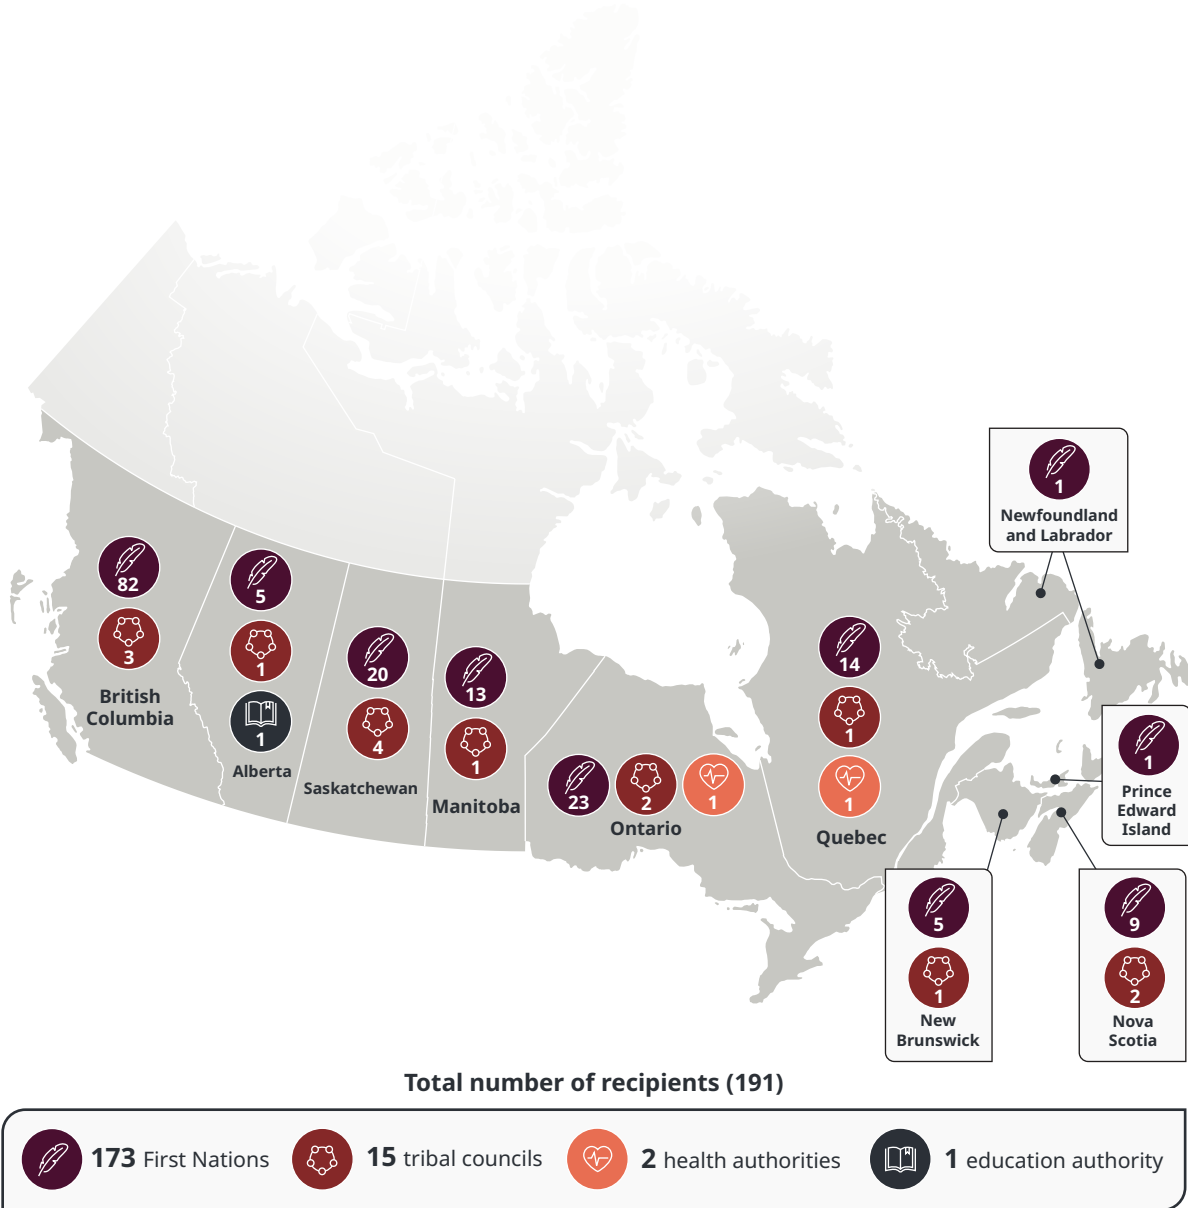 1
Newfoundland
and Labrador
82
3
British
Columbia
5
1
1
Alberta
20
4
Saskatchewan
13
1
Manitoba
23
2
1
Ontario
14
1
1
Quebec
1
Prince
Edward
Island
5
1
New
Brunswick
9
2
Nova
Scotia
Total number of recipients (191)
173 First Nations
15 tribal councils
2 health authorities
1 education authority